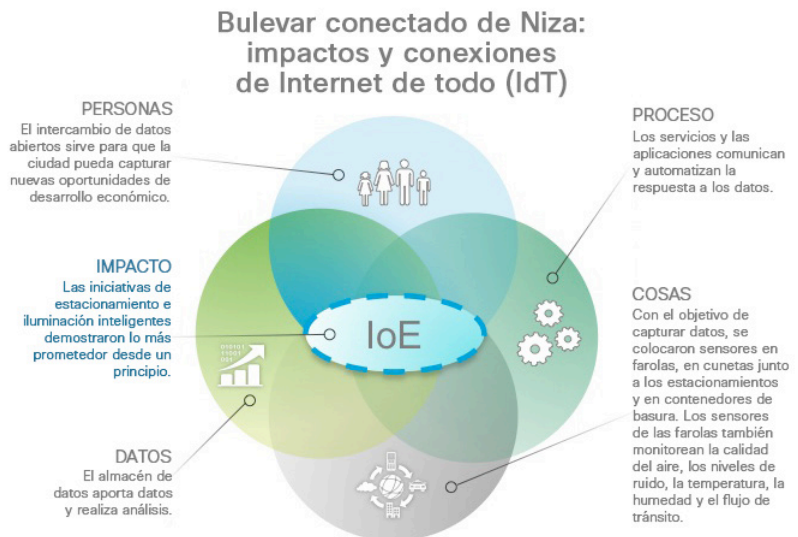 Bulevar conectado de Niza:
impactos y conexiones
de Internet de todo (IdT)
PERSONAS
El intercambio de datos
abiertos sirve para que la
ciudad pueda capturar
nuevas oportunidades de
desarrollo económico.
IMPACTO
Las iniciativas de
estacionamiento e
iluminación inteligentes
demostraron lo más
prometedor desde un
principio.
DATOS
El almacén de
datos aporta datos
y realiza análisis.
010101
11001
001
IoE
PROCESO
Los servicios y las
aplicaciones comunican
y automatizan la
respuesta a los datos.
COSAS
Con el objetivo de
capturar datos, se
colocaron sensores en
farolas, en cunetas junto
a los estacionamientos
y en contenedores de
basura. Los sensores
de las farolas también
monitorean la calidad
del aire, los niveles de
ruido, la temperatura, la
humedad y el flujo de
tránsito.